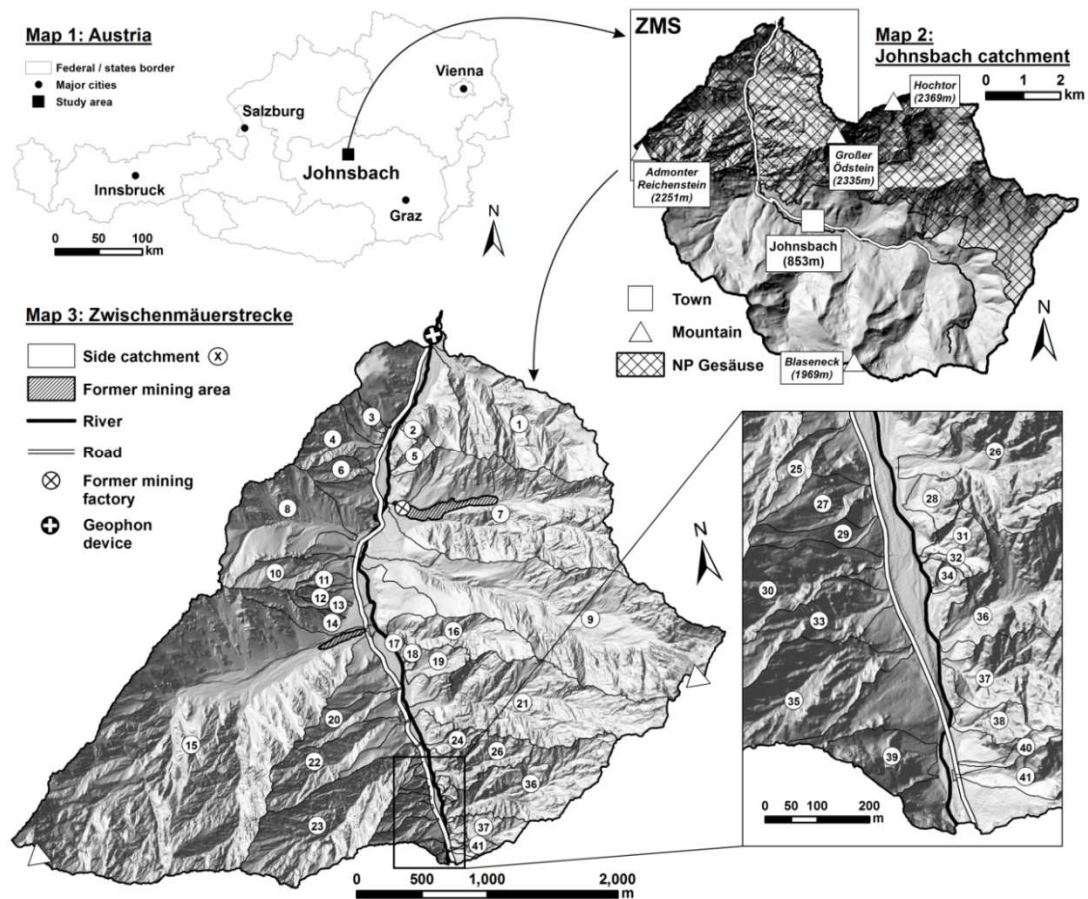 Map 1: Austria
Federal / states border
Major cities
Study area
Vienna
Salzburg
Johnsbach
Innsbruck
Graz
N
0 50 100
km
ZMS
Map 2:
Johnsbach catchment
0 1 2
km
Hochtor
(2369m)
Großer
Ödstein
(2335m)
Admonter
Reichenstein
(2251m)
Johnsbach
(853m)
Town
Mountain
NP Gesäuse
Blaseneck
(1969m)
N
Map 3: Zwischenmäuerstrecke
Side catchment X
Former mining area
River
Road
Former mining
factory
Geophon
device
N
1
2
3
4
5
6
7
8
9
10
11
12
13
14
15
16
17
18
19
20
21
22
23
24
26
36
37
41
0 500 1,000 2,000
m
25
26
27
28
29
30
31
32
33
34
35
36
37
38
39
40
41
0 50 100 200
m